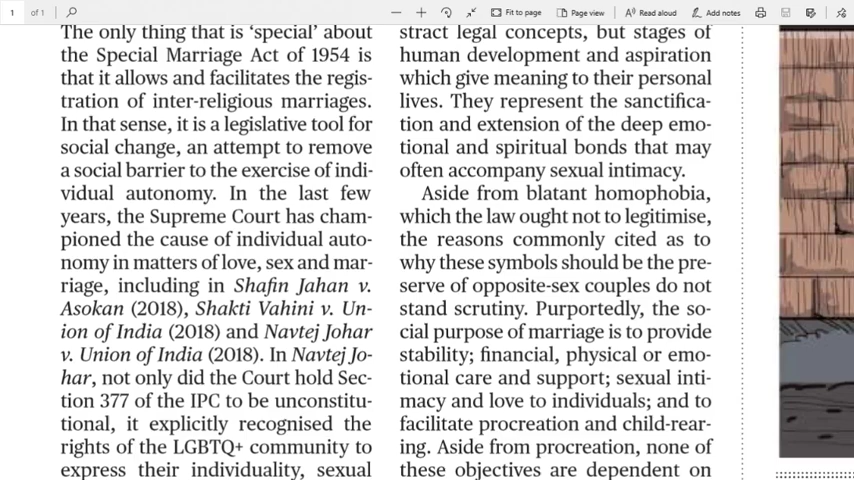 1 of 1
Fit to page
Page view
Read aloud
Add notes
The only thing that is ‘special’ about
the Special Marriage Act of 1954 is
that it allows and facilitates the regis-
tration of inter-religious marriages.
In that sense, it is a legislative tool for
social change, an attempt to remove
a social barrier to the exercise of indi-
vidual autonomy. In the last few
years, the Supreme Court has cham-
pioned the cause of individual auto-
nomy in matters of love, sex and mar-
riage, including in Shafin Jahan v.
Asokan (2018), Shakti Vahini v. Un-
ion of India (2018) and Navtej Johar
v. Union of India (2018). In Navtej Jo-
har, not only did the Court hold Sec-
tion 377 of the IPC to be unconstitu-
tional, it explicitly recognised the
rights of the LGBTQ+ community to
express their individuality, sexual
stract legal concepts, but stages of
human development and aspiration
which give meaning to their personal
lives. They represent the sanctifica-
tion and extension of the deep emo-
tional and spiritual bonds that may
often accompany sexual intimacy.
Aside from blatant homophobia,
which the law ought not to legitimise,
the reasons commonly cited as to
why these symbols should be the pre-
serve of opposite-sex couples do not
stand scrutiny. Purportedly, the so-
cial purpose of marriage is to provide
stability; financial, physical or emo-
tional care and support; sexual inti-
macy and love to individuals; and to
facilitate procreation and child-rear-
ing. Aside from procreation, none of
these objectives are dependent on